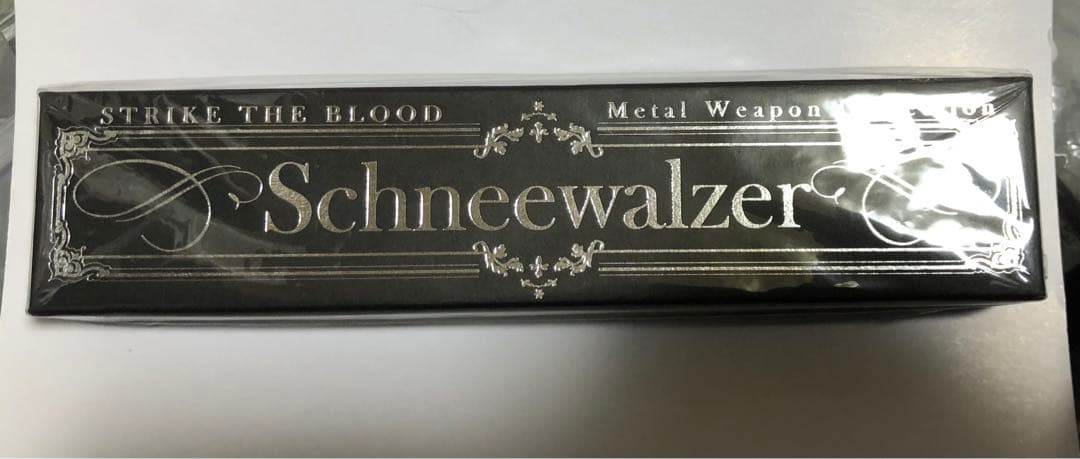 STRIKE THE BLOOD
Metal Weapon
Schneewalzer